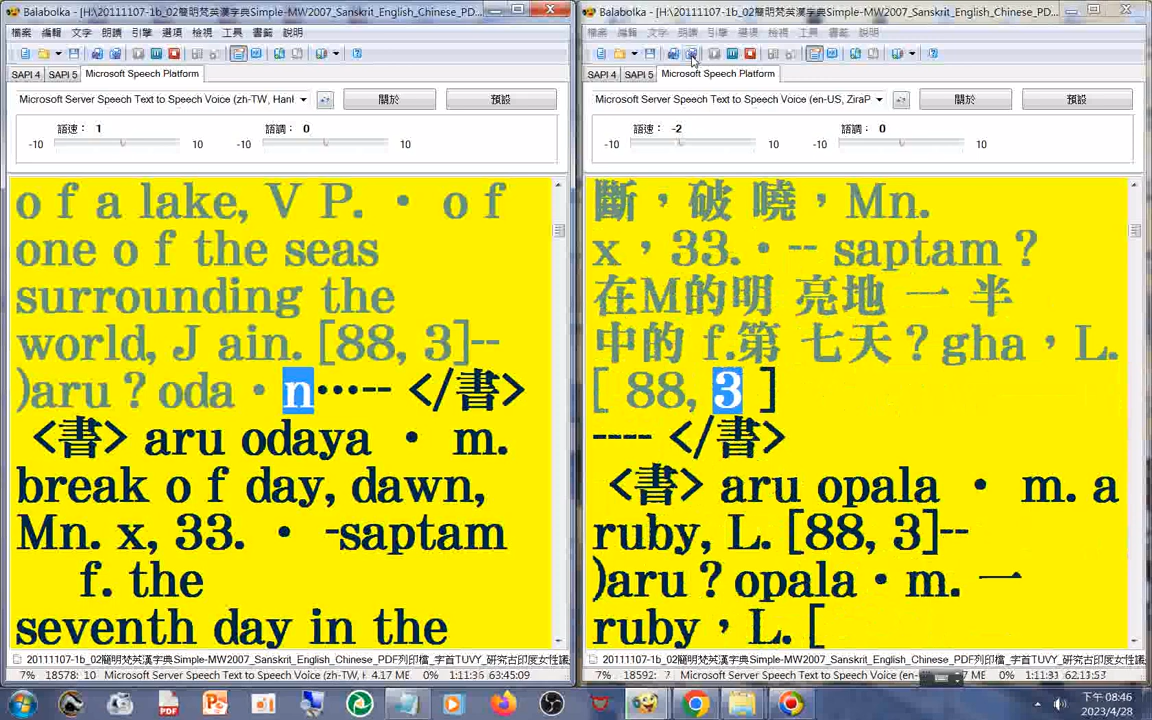 Balabolka - [H:\20111107-1b_02簡明梵英漢字典Simple-MW2007_Sanskrit_English_Chinese_PD...
檔案 編輯 文字 朗讀 引擎 選項 檢視 工具 書籤 說明
SAPI 4 SAPI 5 Microsoft Speech Platform
Microsoft Server Speech Text to Speech Voice (zh-TW, Hanl 關於 預設
語速： 1 語調： 0
-10 10 -10 10
o f a lake, V P. • o f
one o f the seas
surrounding the
world, J ain. [88, 3]--
)aru？oda•n…-- </書>
<書> aru odaya • m.
break o f day, dawn,
Mn. x, 33. • -saptam
f. the
seventh day in the
20111107-1b_02簡明梵英漢字典Simple-MW2007_Sanskrit_English_Chinese_PDF列印檔_字首TUVY_研究古印度女性議
7% 18578: 10 Microsoft Server Speech Text to Speech Voice (zh-TW, H 4.17 ME 0% 1:11:35 63:45:09
Balabolka - [H:\20111107-1b_02簡明梵英漢字典Simple-MW2007_Sanskrit_English_Chinese_PD...
檔案 編輯 文字 朗讀 引擎 選項 檢視 工具 書籤 說明
SAPI 4 SAPI 5 Microsoft Speech Platform
Microsoft Server Speech Text to Speech Voice (en-US, ZiraP 關於 預設
語速： -2 語調： 0
-10 10 -10 10
斷，破 曉，Mn.
x，33.•-- saptam？
在M的明 亮地 一 半
中的 f.第 七天？gha，L.
[ 88, 3 ]
---- </書>
<書> aru opala • m. a
ruby, L. [88, 3]--
)aru？opala•m. 一
ruby，L. [
20111107-1b_02簡明梵英漢字典Simple-MW2007_Sanskrit_English_Chinese_PDF列印檔_字首TUVY_研究古印度女性議
7% 18592: ? Microsoft Server Speech Text to Speech Voice (en-US, 4.17 ME 0% 1:11:53 62:13:53
下午 08:46
2023/4/28